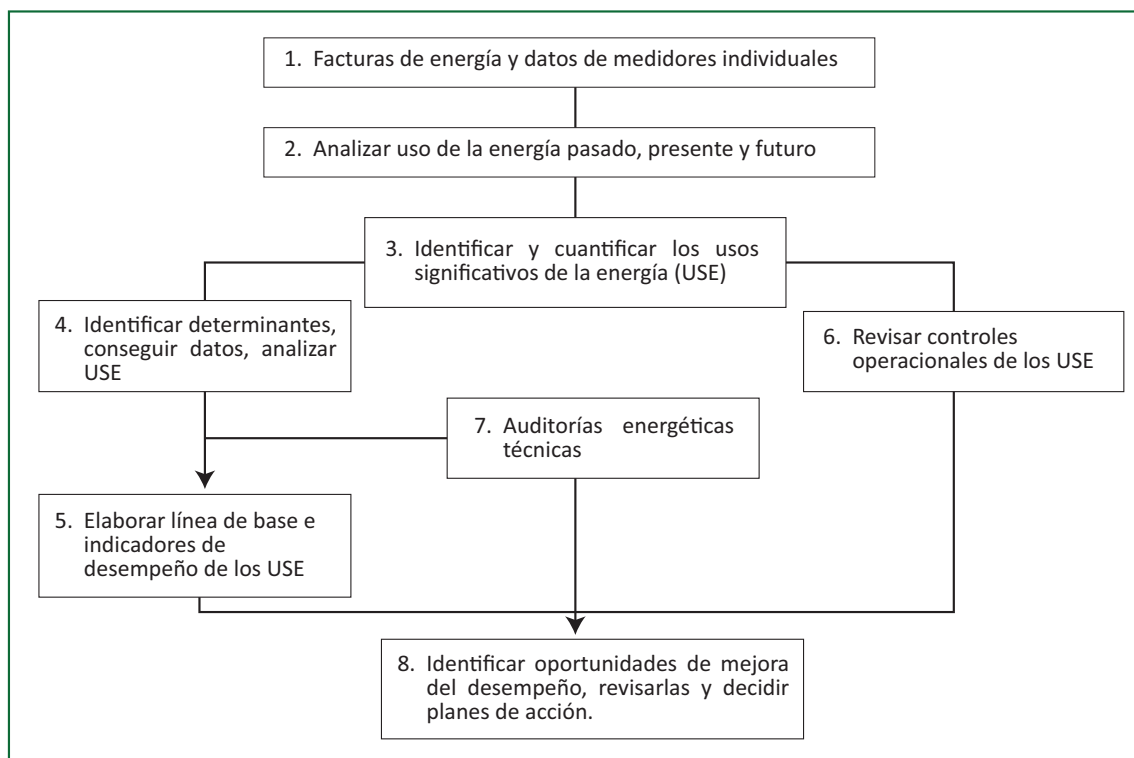 1. Facturas de energía y datos de medidores individuales
2. Analizar uso de la energía pasado, presente y futuro
3. Identificar y cuantificar los usos
significativos de la energía (USE)
4. Identificar determinantes,
conseguir datos, analizar
USE
6. Revisar controles
operacionales de los USE
7. Auditorías energéticas
técnicas
5. Elaborar línea de base e
indicadores de
desempeño de los USE
8. Identificar oportunidades de mejora
del desempeño, revisarlas y decidir
planes de acción.